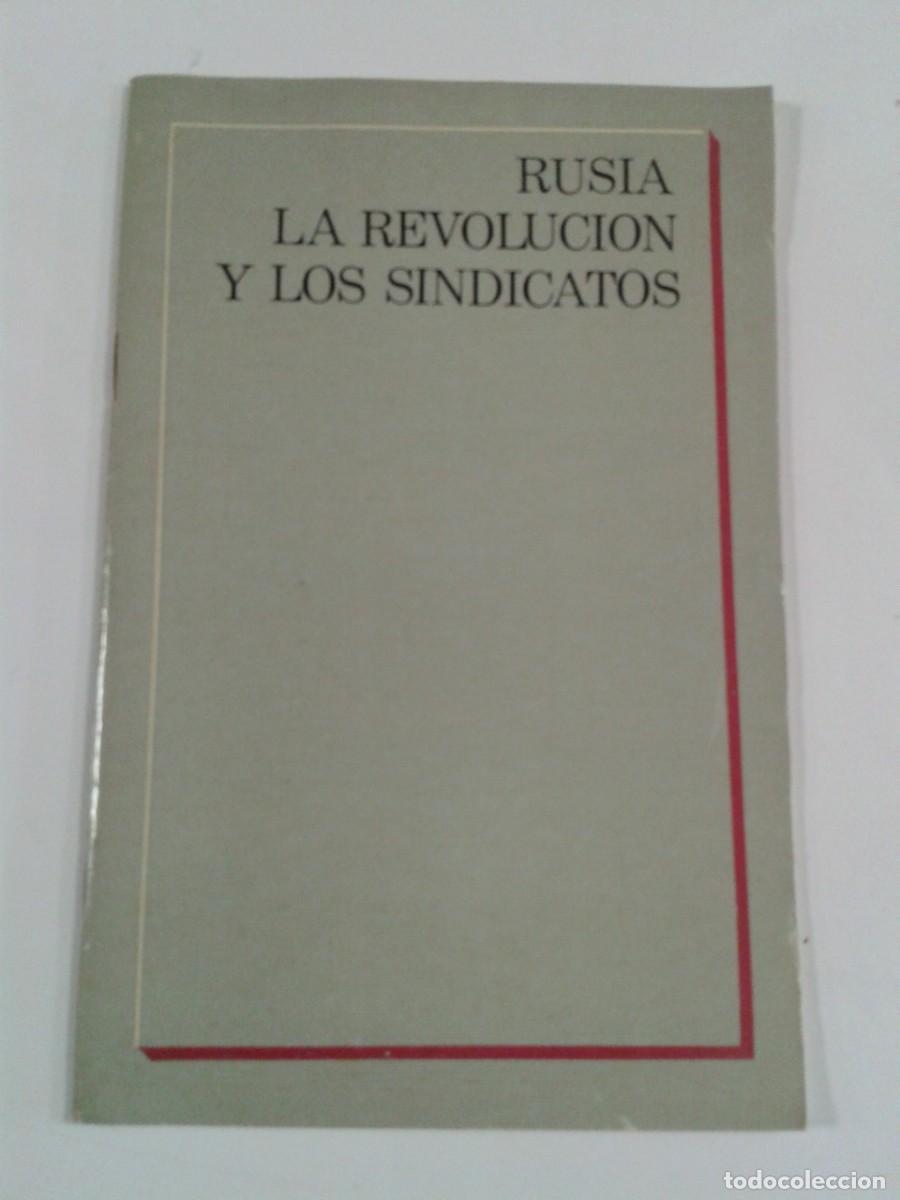 RUSIA
LA REVOLUCION
Y LOS SINDICATOS
todocoleccion